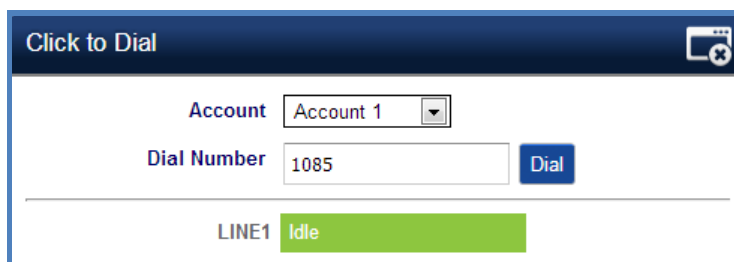 Click to Dial
Account Account 1
Dial Number 1085 Dial
LINE1 Idle